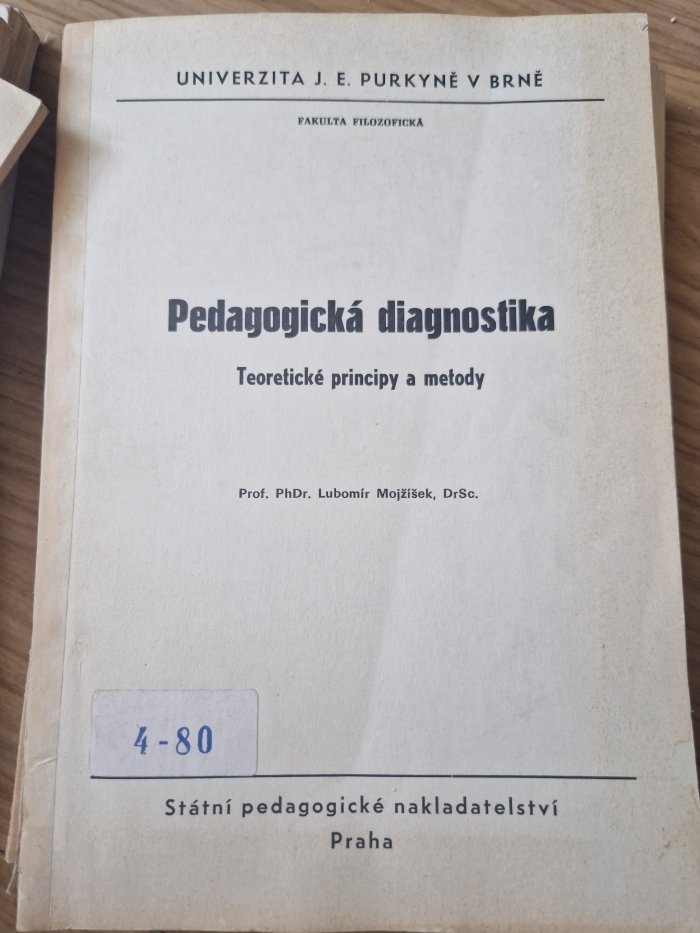 UNIVERZITA J. E. PURKYNĚ V BRNĚ
FAKULTA FILOZOFICKÁ
Pedagogická diagnostika
Teoretické principy a metody
Prof. PhDr. Lubomír Mojžíšek, DrSc.
4-80
Státní pedagogické nakladatelství
Praha